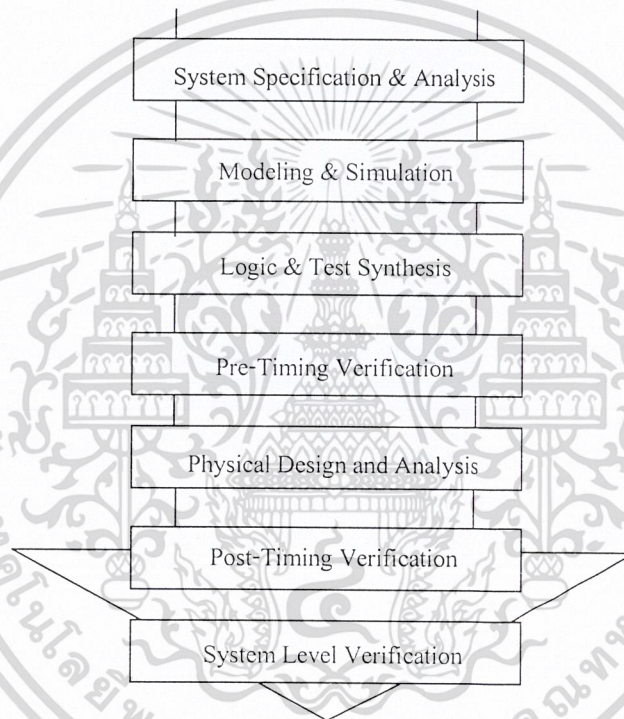 System Specification & Analysis
Modeling & Simulation
Logic & Test Synthesis
Pre-Timing Verification
Physical Design and Analysis
Post-Timing Verification
System Level Verification